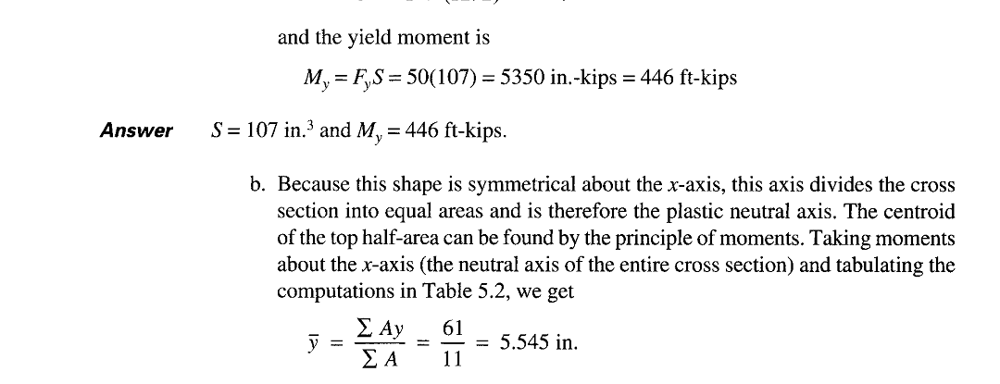 and the yield moment is
M_y = F_yS = 50(107) = 5350 in.-kips = 446 ft-kips
Answer S = 107 in.³ and M_y = 446 ft-kips.
b. Because this shape is symmetrical about the x-axis, this axis divides the cross
section into equal areas and is therefore the plastic neutral axis. The centroid
of the top half-area can be found by the principle of moments. Taking moments
about the x-axis (the neutral axis of the entire cross section) and tabulating the
computations in Table 5.2, we get
ȳ = Σ Ay / Σ A = 61 / 11 = 5.545 in.